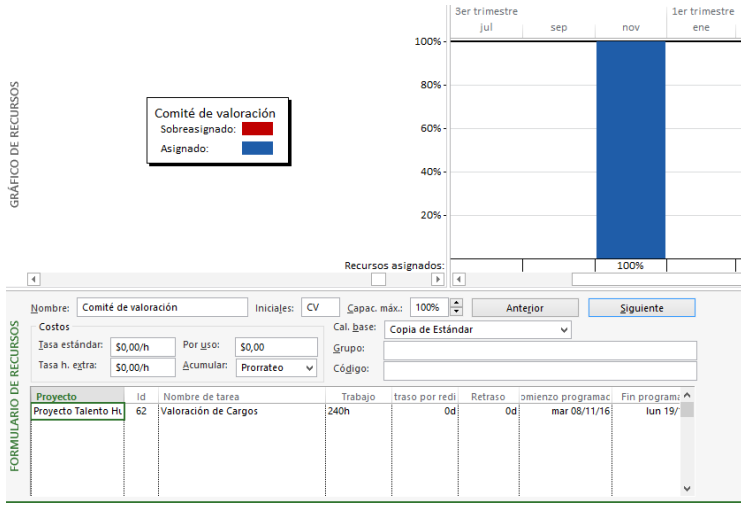 3er trimestre 1er trimestre
jul sep nov ene
100%
80%
60%
40%
20%
GRÁFICO DE RECURSOS
Comité de valoración
Sobreasignado:
Asignado:
Recursos asignados: 100%
FORMULARIO DE RECURSOS
Nombre: Comité de valoración Iniciales: CV Capac. máx.: 100% Anterior Siguiente
Costos Cal. base: Copia de Estándar
Tasa estándar: $0,00/h Por uso: $0,00 Grupo:
Tasa h. extra: $0,00/h Acumular: Prorrateo Código:
Proyecto Id Nombre de tarea Trabajo traso por redi Retraso omienzo programac Fin programa
Proyecto Talento Hu 62 Valoración de Cargos 240h 0d 0d mar 08/11/16 lun 19/